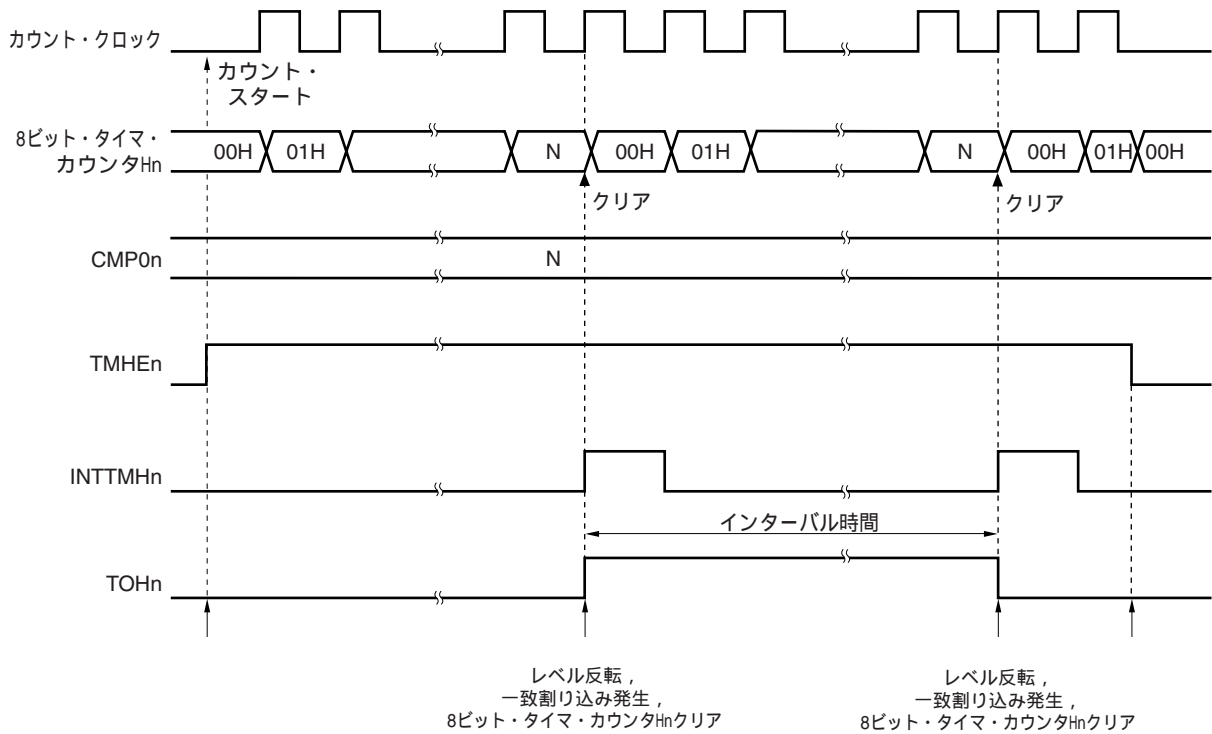 カウント・クロック
カウント・
スタート
8ビット・タイマ・
カウンタHn
00H 01H N 00H 01H N 00H 01H 00H
クリア クリア
CMP0n N
TMHEn
INTTMHn
インターバル時間
TOHn
レベル反転,
一致割り込み発生,
8ビット・タイマ・カウンタHnクリア
レベル反転,
一致割り込み発生,
8ビット・タイマ・カウンタHnクリア